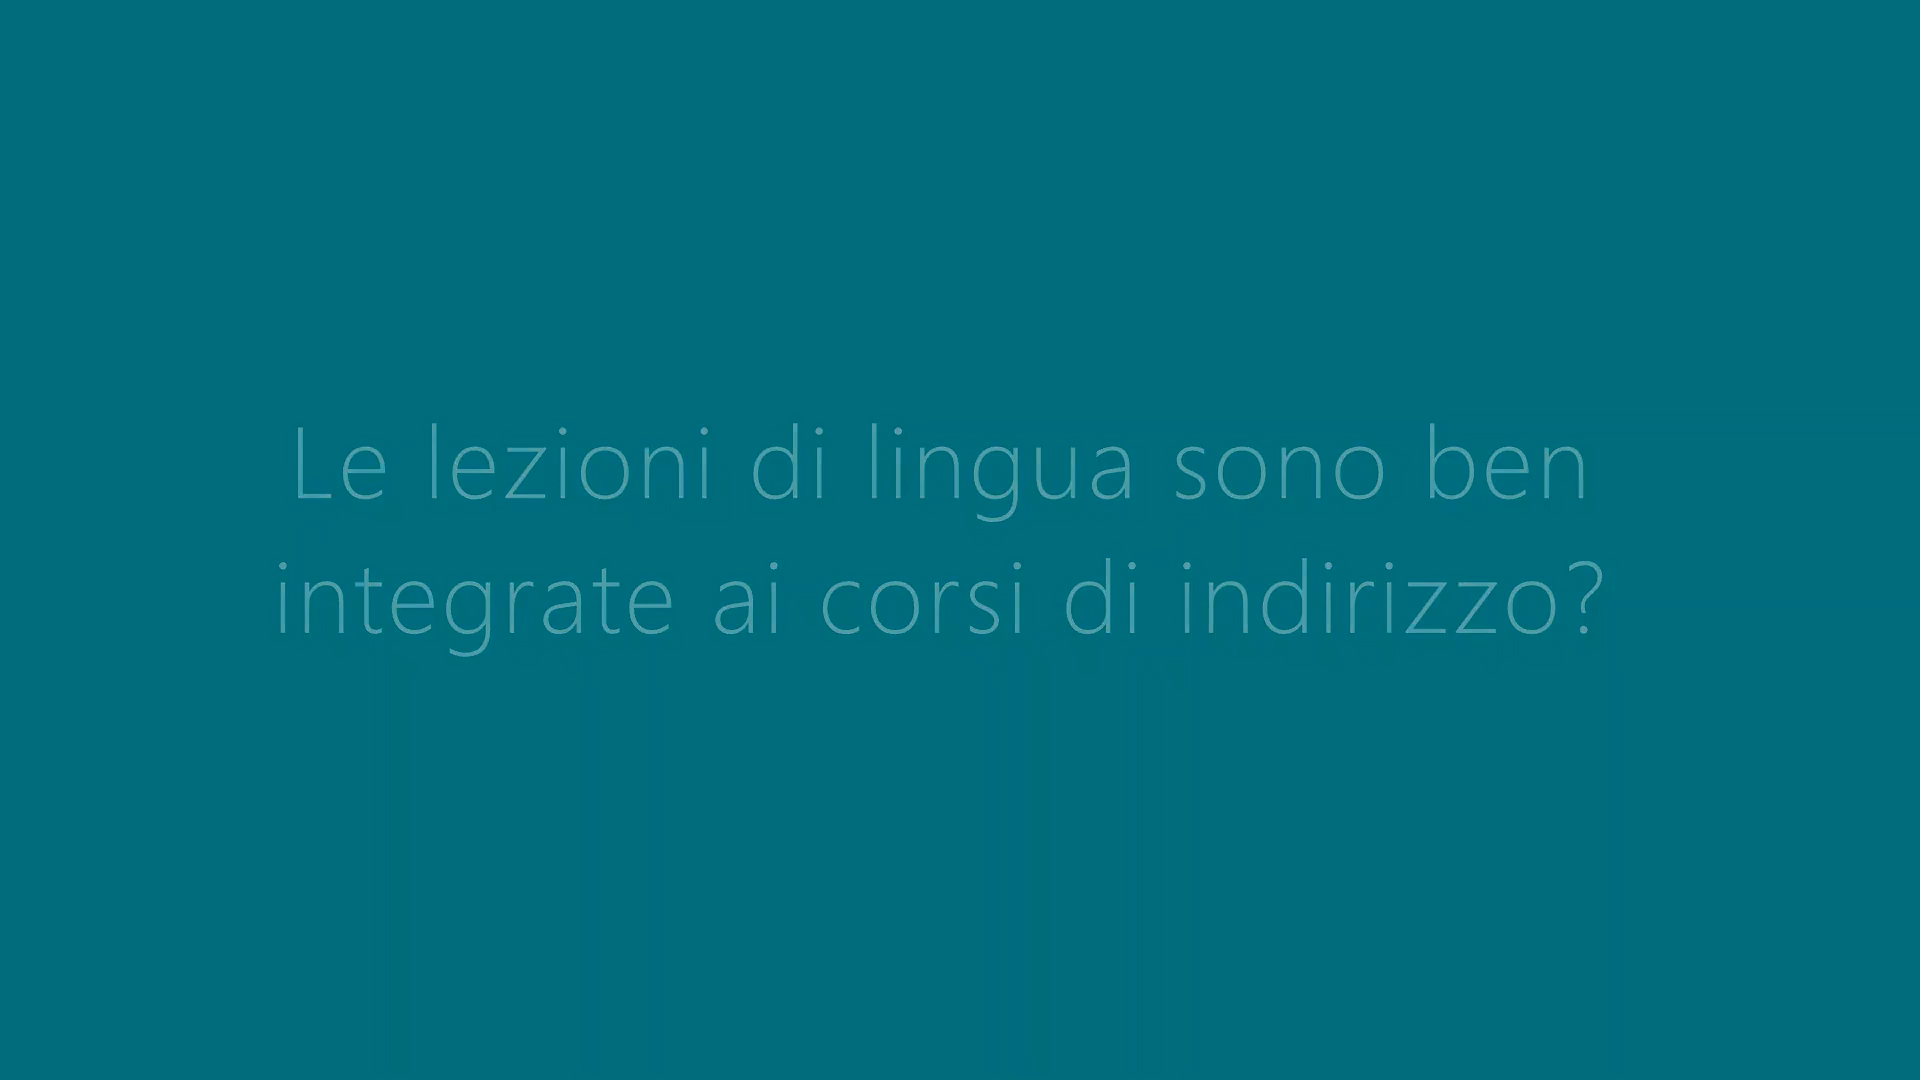 Le lezioni di lingua sono ben
integrate ai corsi di indirizzo?